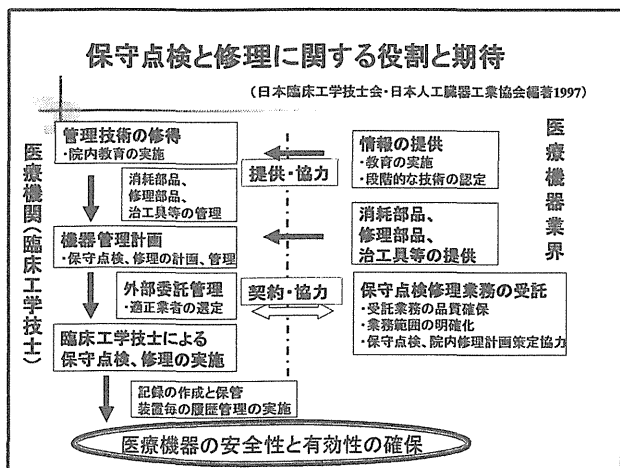 保守点検と修理に関する役割と期待
(日本臨床工学技士会・日本人工臓器工業協会編著1997)
医療機関(臨床工学技士)
管理技術の修得
・院内教育の実施
消耗部品、
修理部品、
治工具等の管理
機器管理計画
・保守点検、修理の計画、管理
外部委託管理
・適正業者の選定
臨床工学技士による
保守点検、修理の実施
記録の作成と保管
装置毎の履歴管理の実施
提供・協力
契約・協力
医療機器業界
情報の提供
・教育の実施
・段階的な技術の認定
消耗部品、
修理部品、
治工具等の提供
保守点検修理業務の受託
・受託業務の品質確保
・業務範囲の明確化
・保守点検、院内修理計画策定協力
医療機器の安全性と有効性の確保